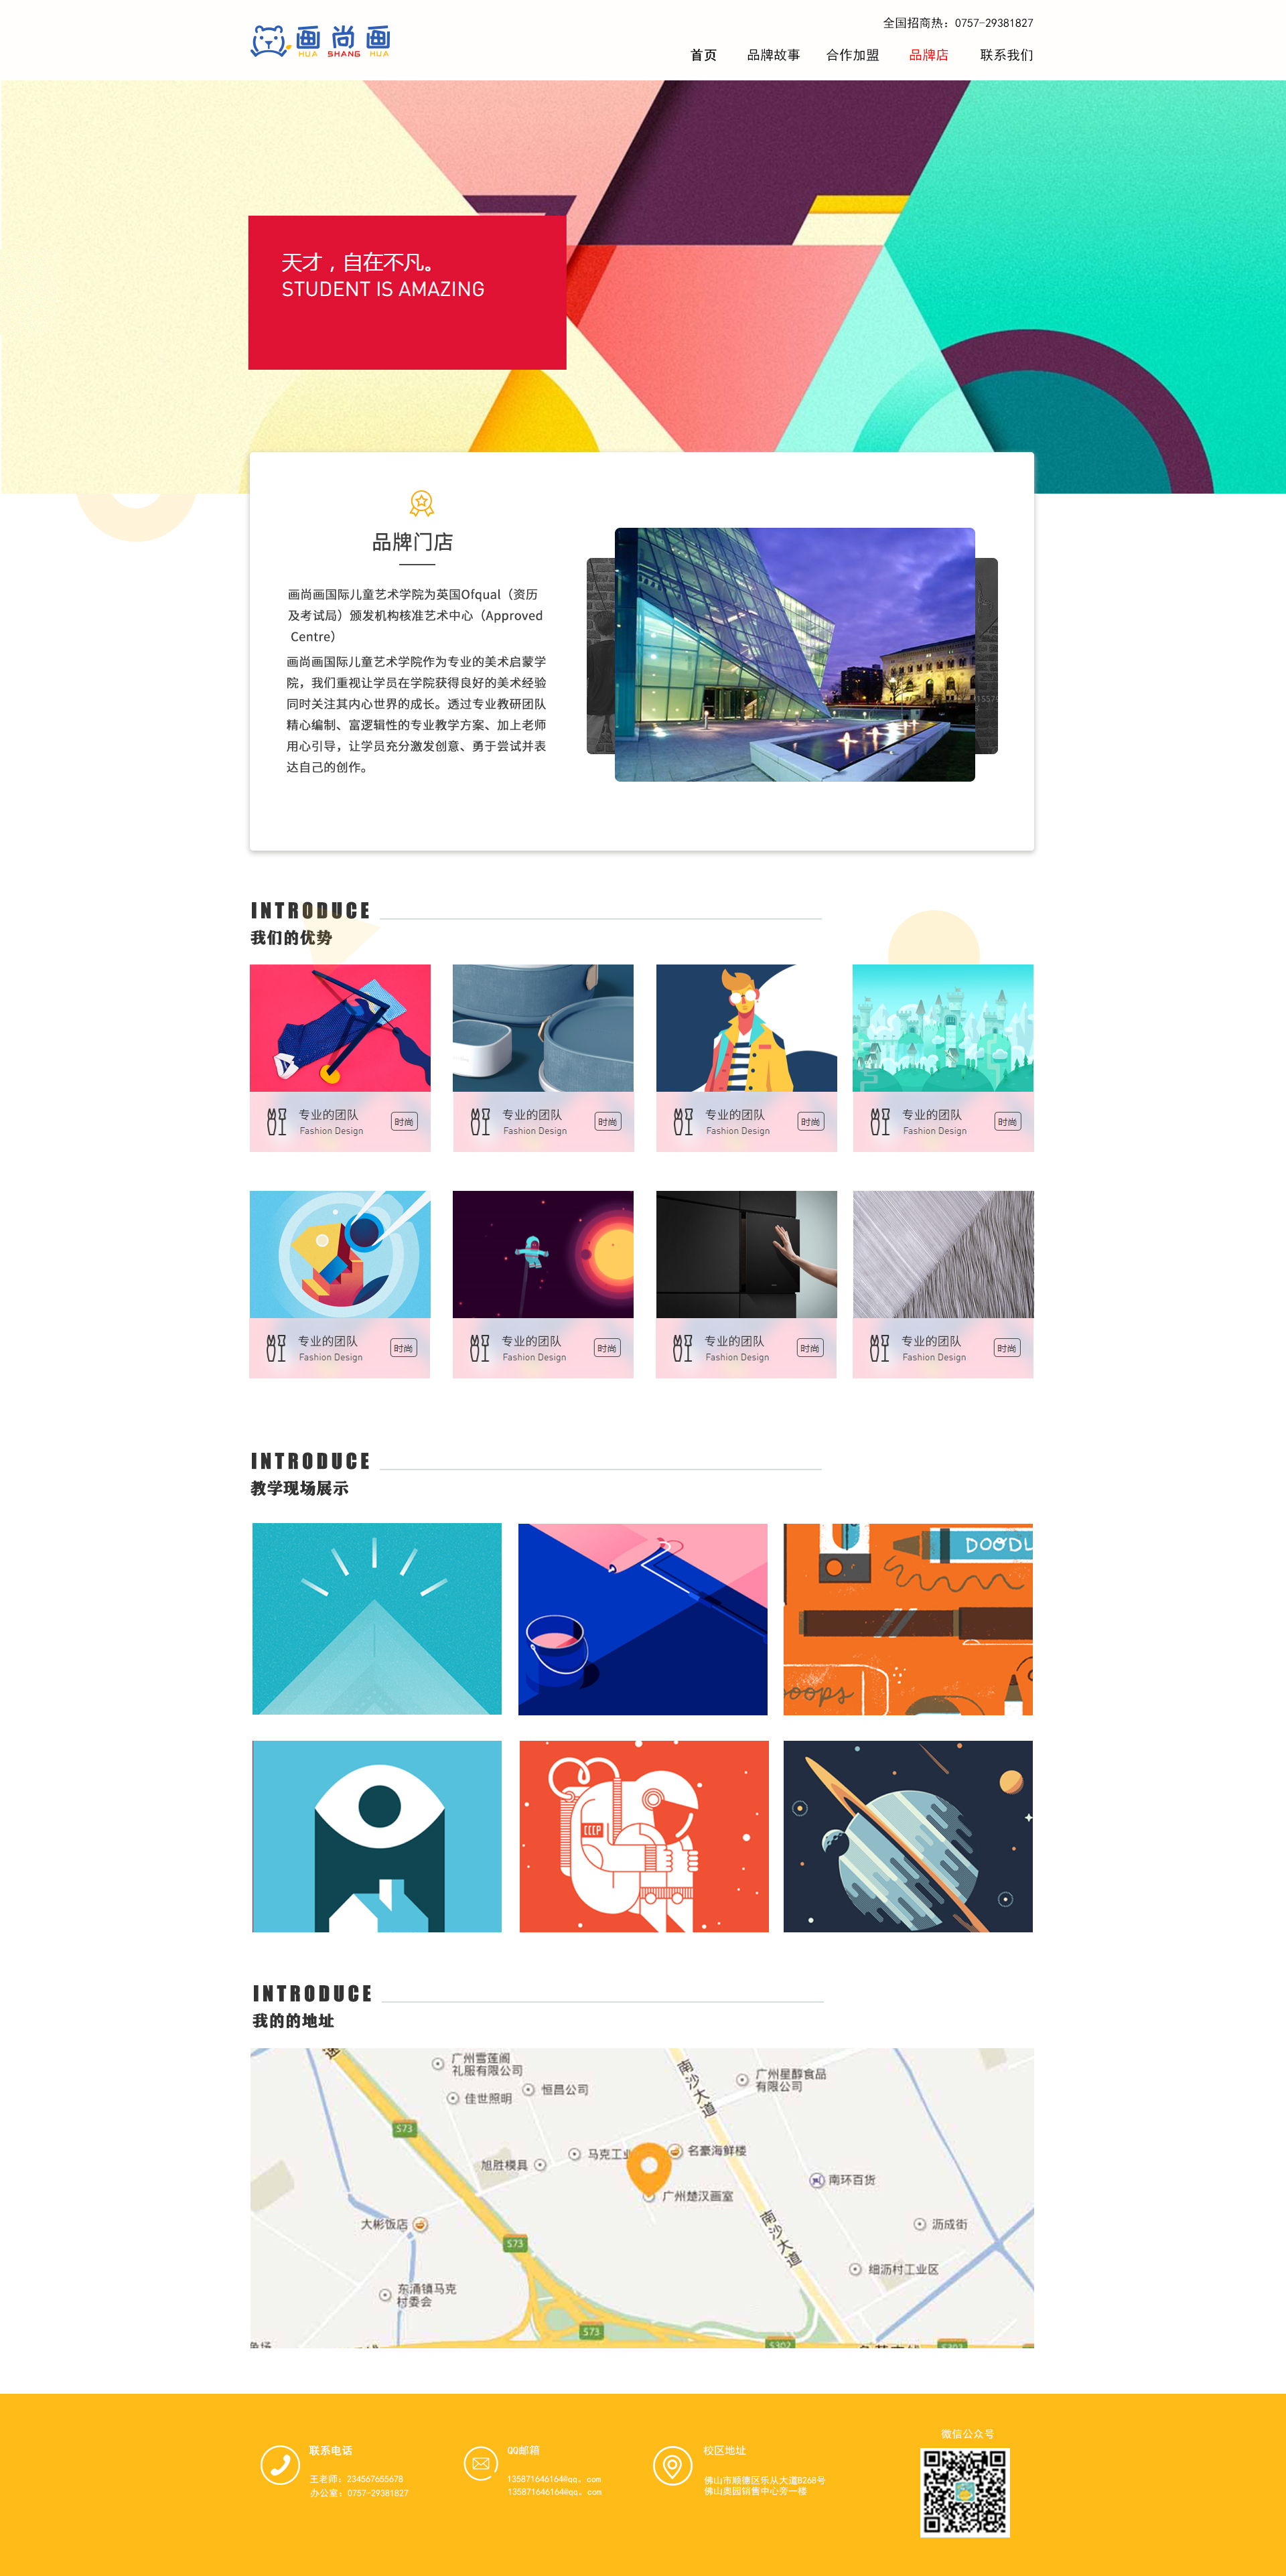 画尚画
HUA SHANG HUA
全国招商热：0757-29381827
首页 品牌故事 合作加盟 品牌店 联系我们
天才，自在不凡。
STUDENT IS AMAZING
品牌门店
画尚画国际儿童艺术学院为英国Ofqual（资历
及考试局）颁发机构核准艺术中心（Approved
Centre）
画尚画国际儿童艺术学院作为专业的美术启蒙学
院，我们重视让学员在学院获得良好的美术经验
同时关注其内心世界的成长。透过专业教研团队
精心编制、富逻辑性的专业教学方案、加上老师
用心引导，让学员充分激发创意、勇于尝试并表
达自己的创作。
INTRODUCE
我们的优势
专业的团队 时尚
Fashion Design
专业的团队 时尚
Fashion Design
专业的团队 时尚
Fashion Design
专业的团队 时尚
Fashion Design
专业的团队 时尚
Fashion Design
专业的团队 时尚
Fashion Design
专业的团队 时尚
Fashion Design
专业的团队 时尚
Fashion Design
INTRODUCE
教学现场展示
DOODL
oops
CCCP
INTRODUCE
我的的地址
广州雪莲阁
礼服有限公司
恒昌公司
佳世照明
南沙大道
广州星醇食品
有限公司
S73
马克工业
名豪海鲜楼
旭胜模具
南环百货
广州楚汉画室
大彬饭店
南沙大道
沥成街
S73
细沥村工业区
东涌镇马克
村委会
S73
S302
微信公众号
联系电话
王老师：234567655678
办公室：0757-29381827
QQ邮箱
135871646164@qq. com
135871646164@qq. com
校区地址
佛山市顺德区乐从大道B268号
佛山奥园销售中心旁一楼